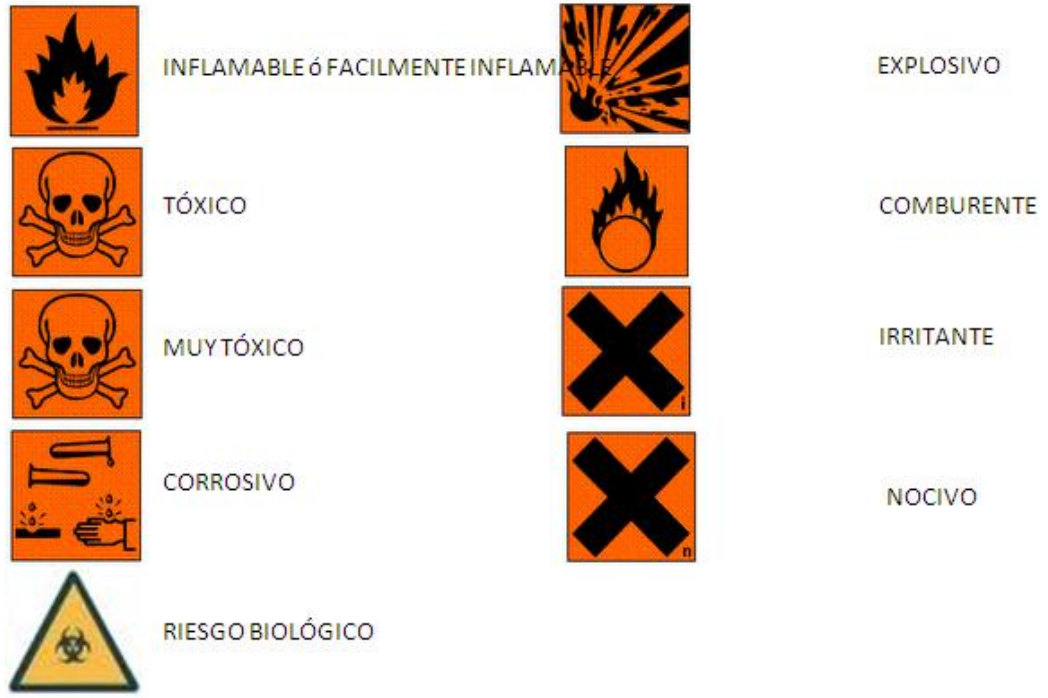 INFLAMABLE ó FACILMENTE INFLAMABLE
EXPLOSIVO
TÓXICO
COMBURENTE
MUY TÓXICO
i
IRRITANTE
CORROSIVO
n
NOCIVO
RIESGO BIOLÓGICO